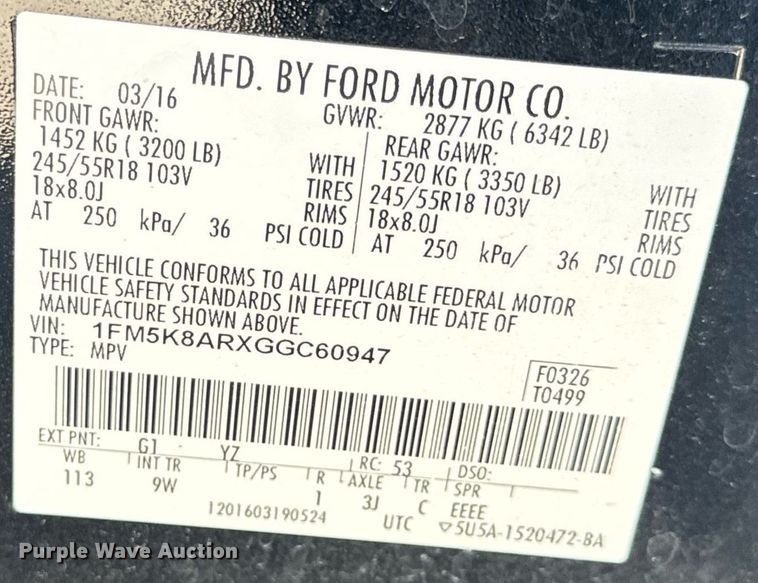 MFD. BY FORD MOTOR CO.
DATE: 03/16 GVWR: 2877 KG ( 6342 LB)
FRONT GAWR: REAR GAWR:
1452 KG ( 3200 LB) WITH 1520 KG ( 3350 LB) WITH
245/55R18 103V TIRES 245/55R18 103V TIRES
18x8.0J RIMS 18x8.0J RIMS
AT 250 kPa/ 36 PSI COLD AT 250 kPa/ 36 PSI COLD
THIS VEHICLE CONFORMS TO ALL APPLICABLE FEDERAL MOTOR
VEHICLE SAFETY STANDARDS IN EFFECT ON THE DATE OF
MANUFACTURE SHOWN ABOVE.
VIN: 1FM5K8ARXGGC60947
TYPE: MPV
F0326
T0499
EXT PNT: G1 YZ RC: 53 DSO:
WB INT TR TP/PS R AXLE TR SPR
113 9W 1 3J C EEEE
1201603190524 UTC ▽5U5A-1520472-BA
Purple Wave Auction